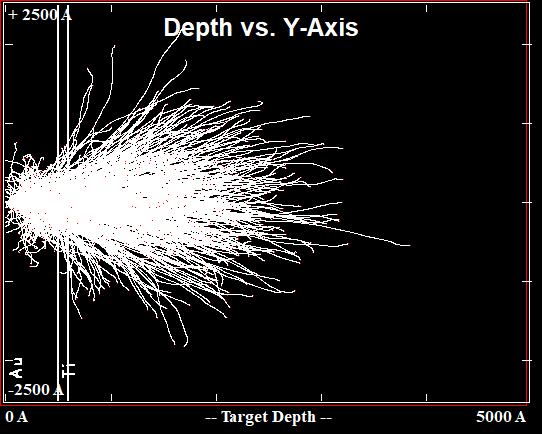 Depth vs. Y-Axis
+ 2500 A
Au
Ti
-2500 A
0 A
-- Target Depth --
5000 A